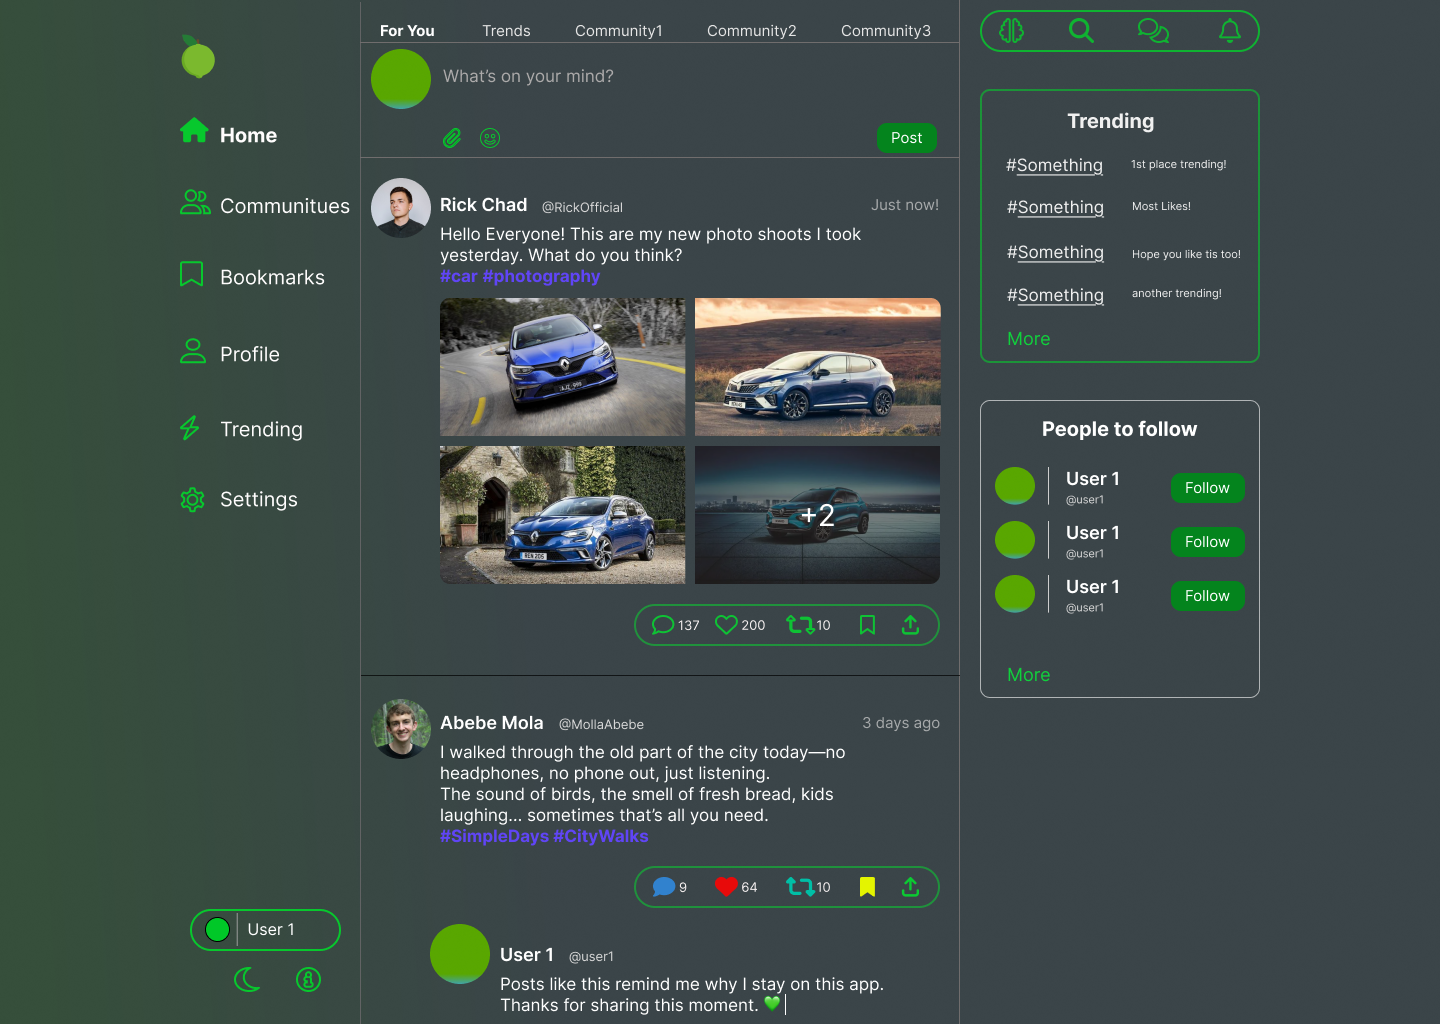 For You
Trends
Community1
Community2
Community3
Home
Communitues
Bookmarks
Profile
Trending
Settings
User 1
What's on your mind?
Post
Rick Chad @RickOfficial Just now!
Hello Everyone! This are my new photo shoots I took
yesterday. What do you think?
#car #photography
REN 205
+2
137 200 10
Abebe Mola @MollaAbebe 3 days ago
I walked through the old part of the city today—no
headphones, no phone out, just listening.
The sound of birds, the smell of fresh bread, kids
laughing... sometimes that's all you need.
#SimpleDays #CityWalks
9 64 10
User 1 @user1
Posts like this remind me why I stay on this app.
Thanks for sharing this moment. 💚
Trending
#Something 1st place trending!
#Something Most Likes!
#Something Hope you like tis too!
#Something another trending!
More
People to follow
User 1
@user1
Follow
User 1
@user1
Follow
User 1
@user1
Follow
More